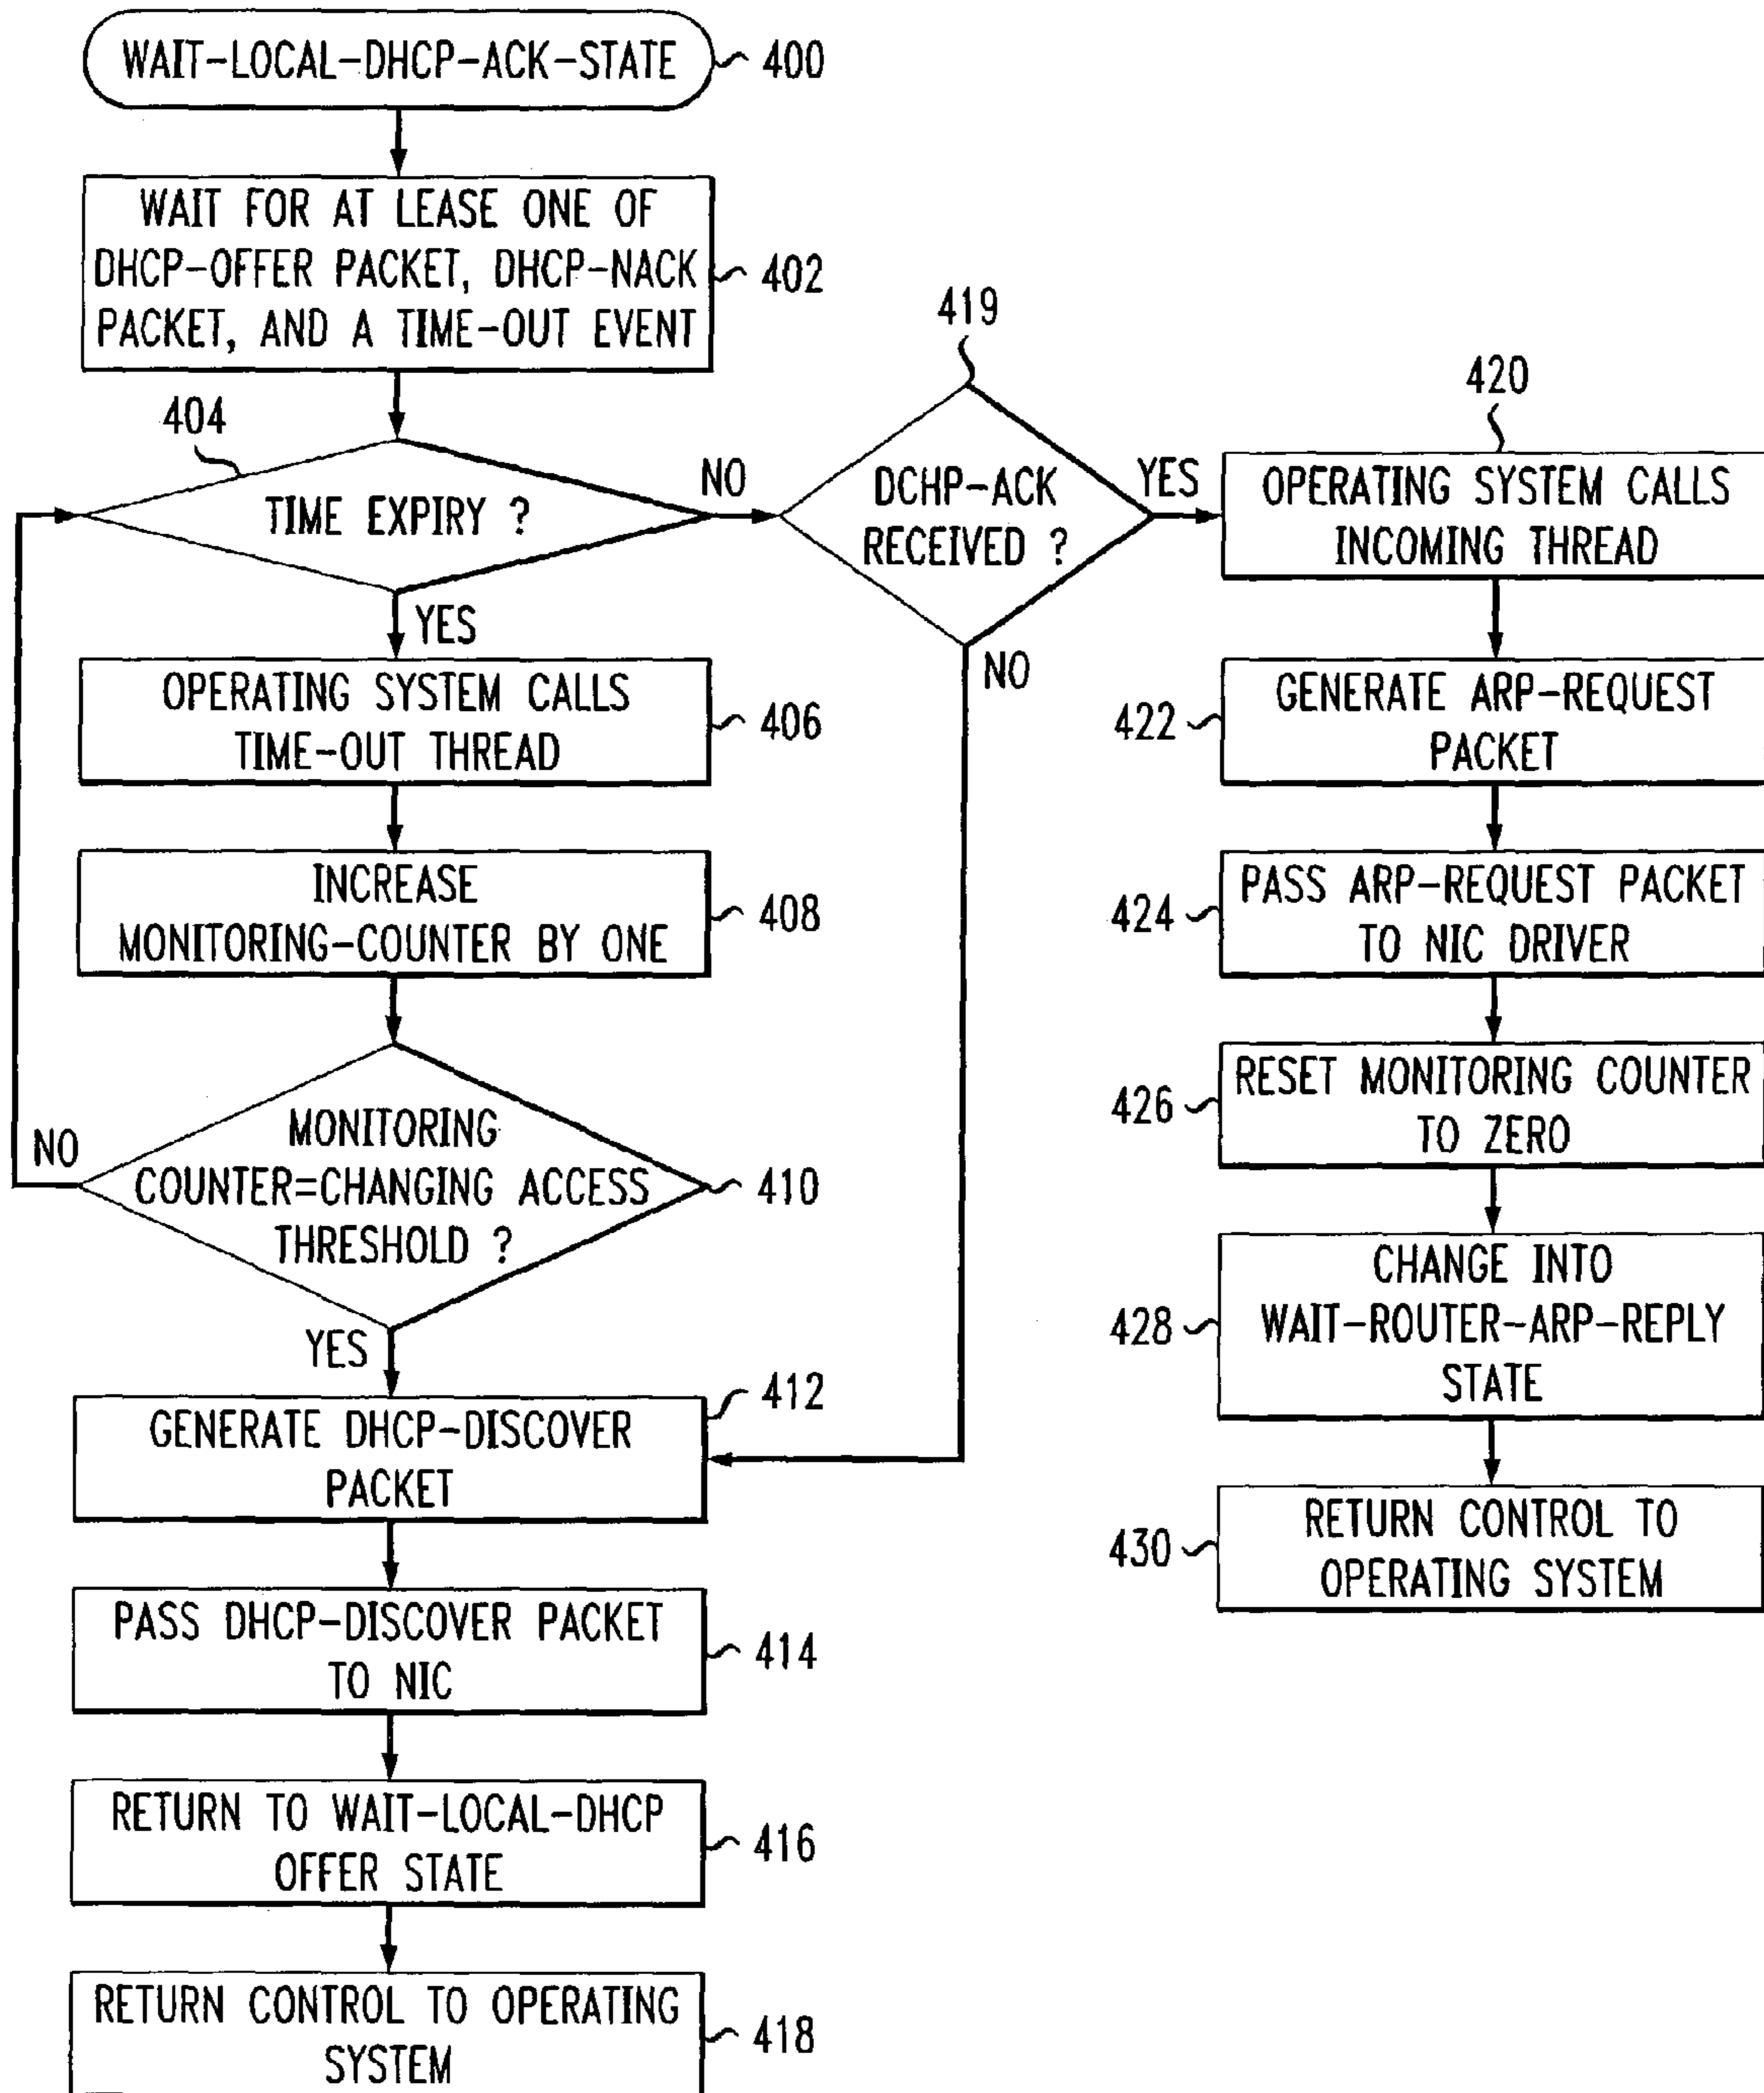 WAIT-LOCAL-DHCP-ACK-STATE
400
WAIT FOR AT LEASE ONE OF
DHCP-OFFER PACKET, DHCP-NACK
PACKET, AND A TIME-OUT EVENT
402
404
TIME EXPIRY ?
NO
YES
OPERATING SYSTEM CALLS
TIME-OUT THREAD
406
INCREASE
MONITORING-COUNTER BY ONE
408
MONITORING
COUNTER=CHANGING ACCESS
THRESHOLD ?
410
NO
YES
GENERATE DHCP-DISCOVER
PACKET
412
PASS DHCP-DISCOVER PACKET
TO NIC
414
RETURN TO WAIT-LOCAL-DHCP
OFFER STATE
416
RETURN CONTROL TO OPERATING
SYSTEM
418
419
DCHP-ACK
RECEIVED ?
YES
NO
420
OPERATING SYSTEM CALLS
INCOMING THREAD
422
GENERATE ARP-REQUEST
PACKET
424
PASS ARP-REQUEST PACKET
TO NIC DRIVER
426
RESET MONITORING COUNTER
TO ZERO
428
CHANGE INTO
WAIT-ROUTER-ARP-REPLY
STATE
430
RETURN CONTROL TO
OPERATING SYSTEM